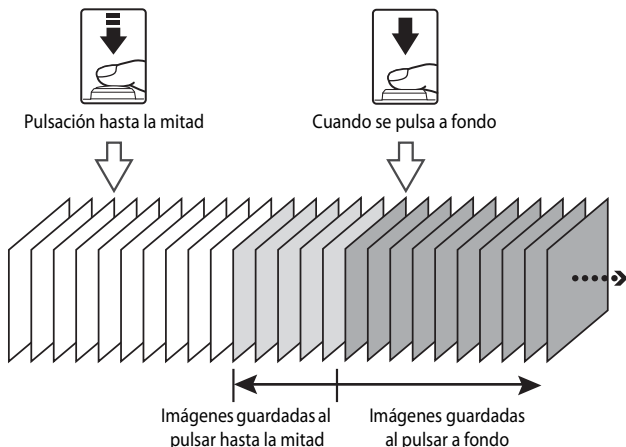 Pulsación hasta la mitad
Cuando se pulsa a fondo
Imágenes guardadas al
pulsar hasta la mitad
Imágenes guardadas
al pulsar a fondo